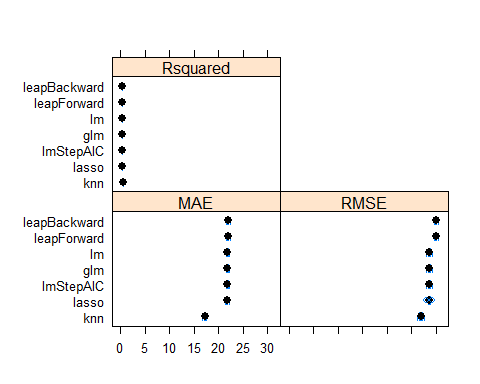 Rsquared
leapBackward
leapForward
lm
glm
lmStepAIC
lasso
knn
MAE RMSE
leapBackward
leapForward
lm
glm
lmStepAIC
lasso
knn
0 5 10 15 20 25 30